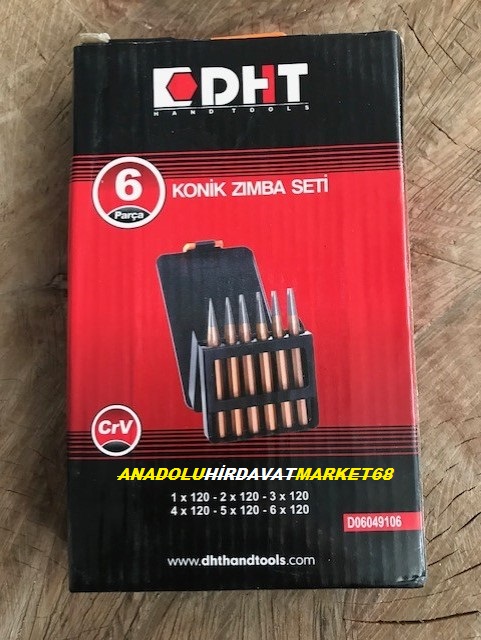 DHT
HAND TOOLS
6
Parça
KONİK ZIMBA SETİ
CrV
ANADOLUHİRDAVATMARKET68
1 x 120 - 2 x 120 - 3 x 120
4 x 120 - 5 x 120 - 6 x 120
D06049106
www.dhthandtools.com